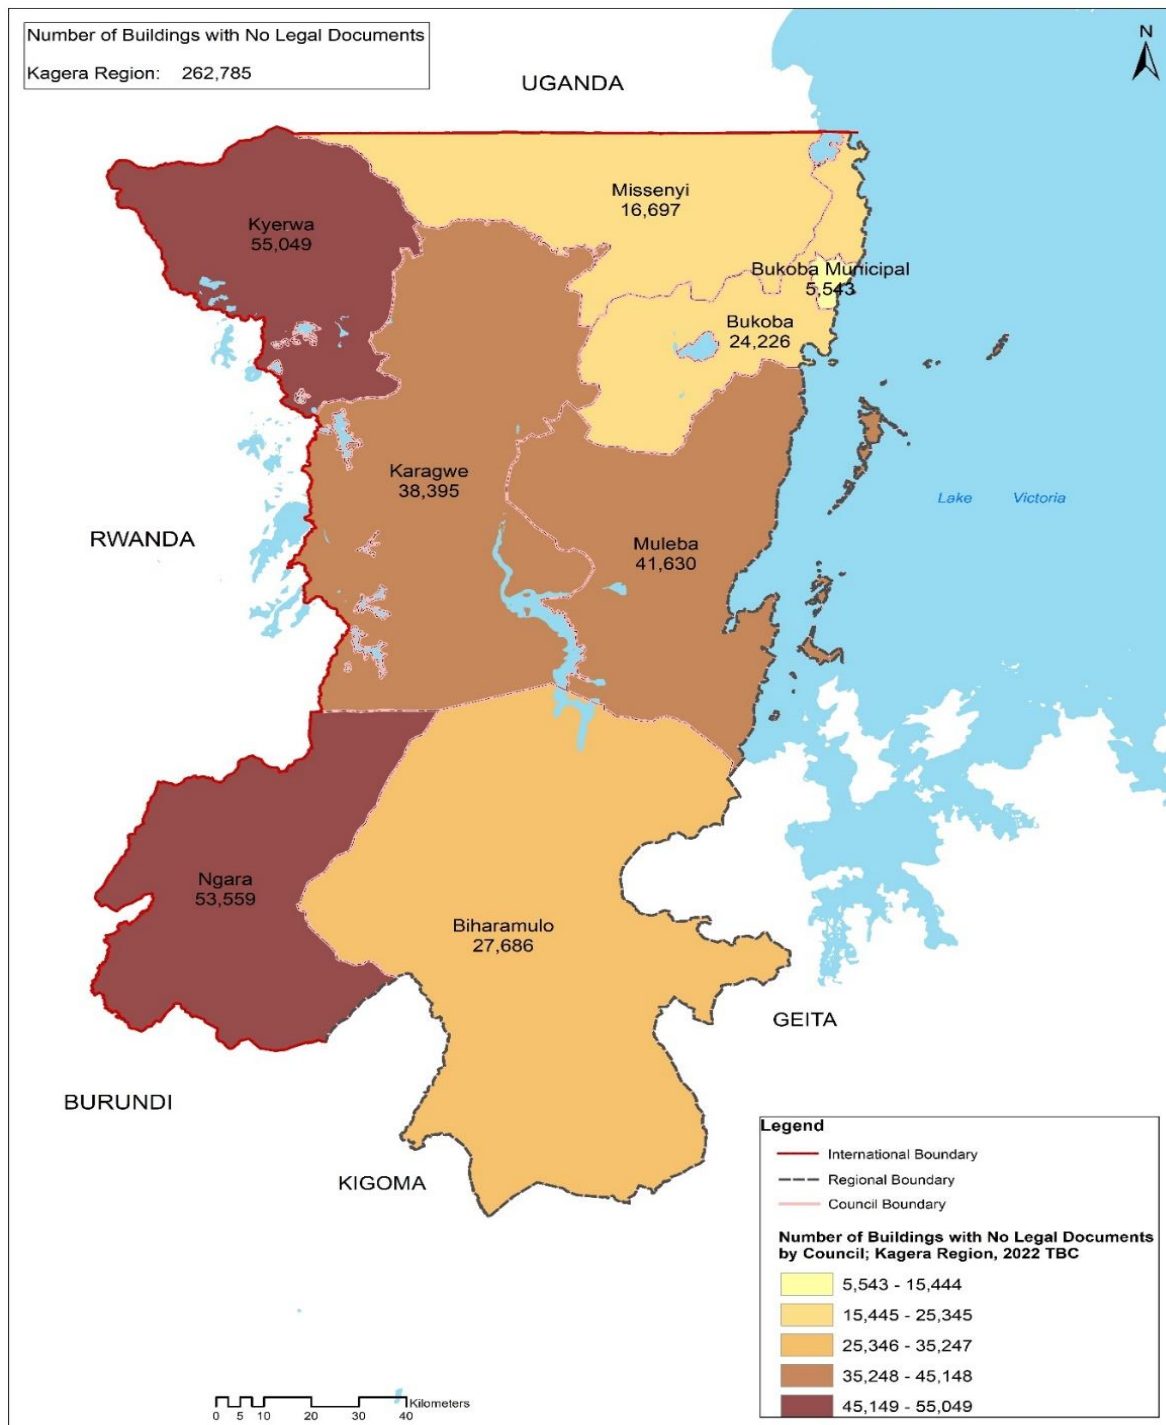 Number of Buildings with No Legal Documents
Kagera Region: 262,785
N
UGANDA
Missenyi
16,697
Kyerwa
55,049
Bukoba Municipal
5,543
Bukoba
24,226
Karagwe
38,395
Lake Victoria
RWANDA
Muleba
41,630
Ngara
53,559
Biharamulo
27,686
GEITA
BURUNDI
KIGOMA
Legend
International Boundary
Regional Boundary
Council Boundary
Number of Buildings with No Legal Documents
by Council; Kagera Region, 2022 TBC
5,543 - 15,444
15,445 - 25,345
25,346 - 35,247
35,248 - 45,148
45,149 - 55,049
Kilometers
0 5 10 20 30 40